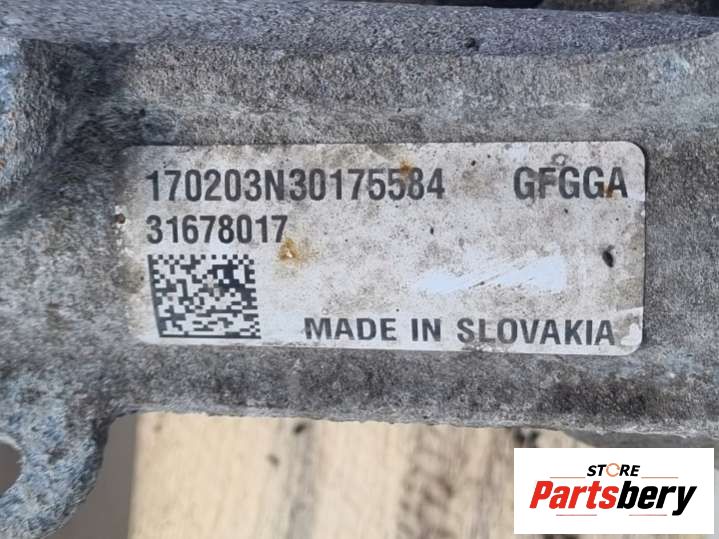 170203N30175584 GFGGA
31678017
MADE IN SLOVAKIA
STORE
Partsbery